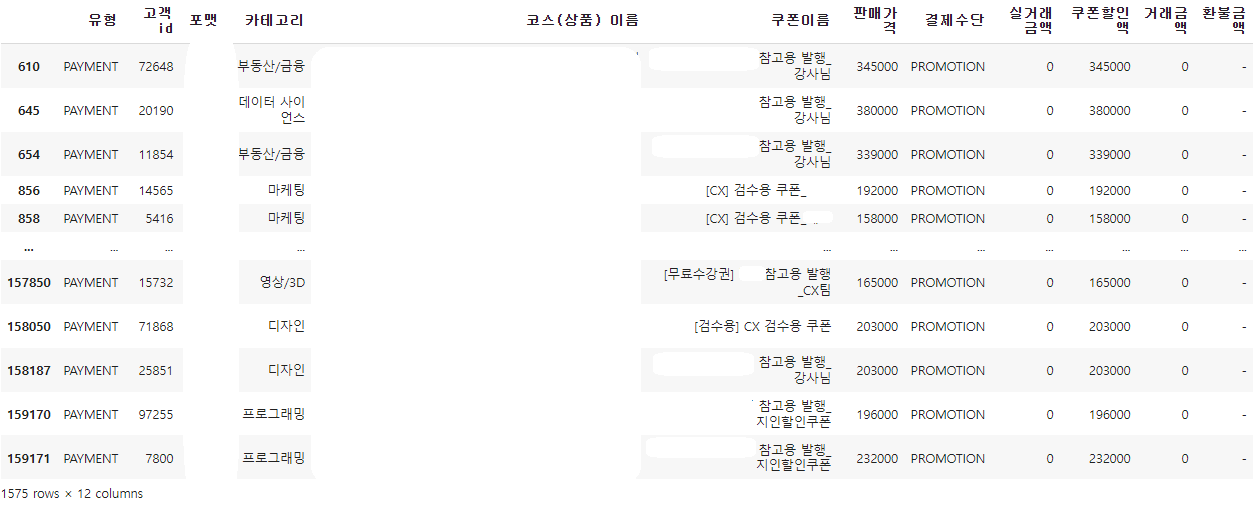 유형 고객 id 포맷 카테고리 코스(상품) 이름 쿠폰이름 판매가격 결제수단 실거래금액 쿠폰할인액 거래금액 환불금액
610 PAYMENT 72648 부동산/금융 참고용 발행_강사님 345000 PROMOTION 0 345000 0 -
645 PAYMENT 20190 데이터 사이언스 참고용 발행_강사님 380000 PROMOTION 0 380000 0 -
654 PAYMENT 11854 부동산/금융 참고용 발행_강사님 339000 PROMOTION 0 339000 0 -
856 PAYMENT 14565 마케팅 [CX] 검수용 쿠폰_ 192000 PROMOTION 0 192000 0 -
858 PAYMENT 5416 마케팅 [CX] 검수용 쿠폰_ 158000 PROMOTION 0 158000 0 -
... ... ... ... ... ... ... ... ... ... ...
157850 PAYMENT 15732 영상/3D [무료수강권] 참고용 발행_CX팀 165000 PROMOTION 0 165000 0 -
158050 PAYMENT 71868 디자인 [검수용] CX 검수용 쿠폰 203000 PROMOTION 0 203000 0 -
158187 PAYMENT 25851 디자인 참고용 발행_강사님 203000 PROMOTION 0 203000 0 -
159170 PAYMENT 97255 프로그래밍 참고용 발행_지인할인쿠폰 196000 PROMOTION 0 196000 0 -
159171 PAYMENT 7800 프로그래밍 참고용 발행_지인할인쿠폰 232000 PROMOTION 0 232000 0 -
1575 rows × 12 columns